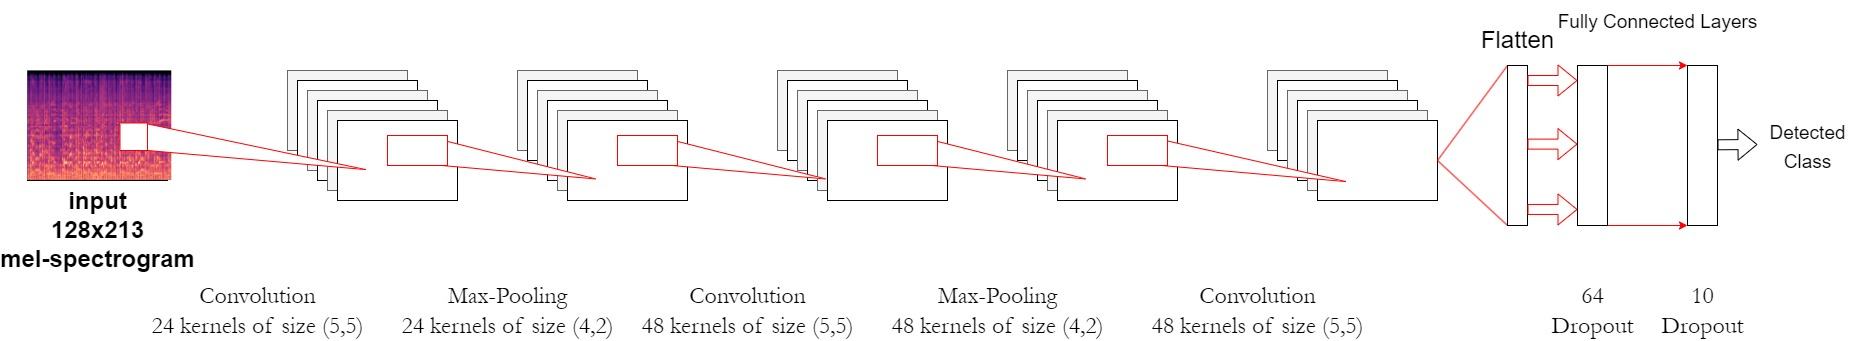 Fully Connected Layers
Flatten
Detected
Class
input
128x213
mel-spectrogram
Convolution
24 kernels of size (5,5)
Max-Pooling
24 kernels of size (4,2)
Convolution
48 kernels of size (5,5)
Max-Pooling
48 kernels of size (4,2)
Convolution
48 kernels of size (5,5)
64
Dropout
10
Dropout